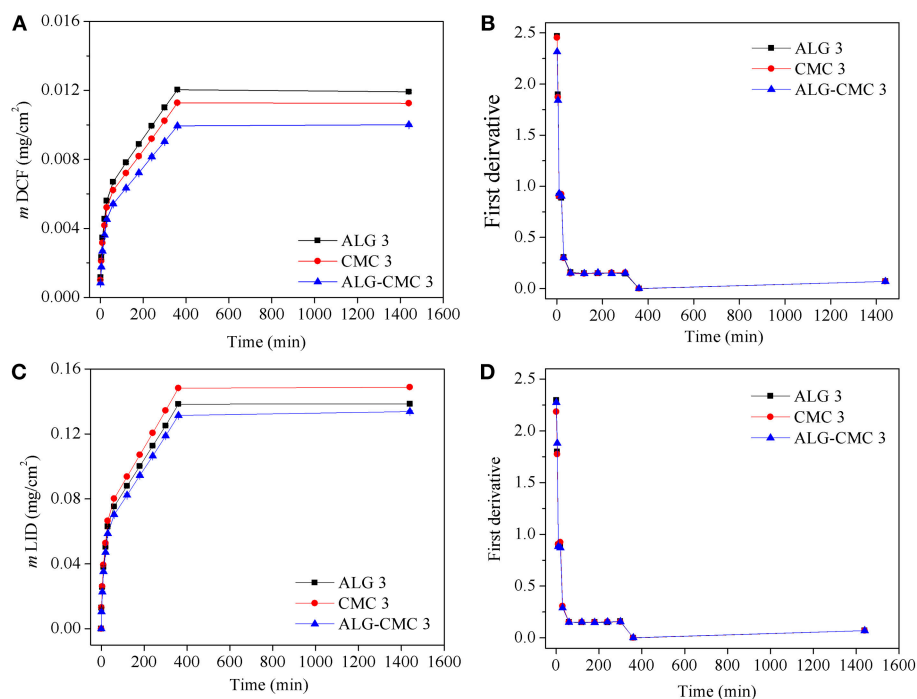 A
0.016
0.012
0.008
0.004
0.000
m DCF (mg/cm²)
ALG 3
CMC 3
ALG-CMC 3
0 200 400 600 800 1000 1200 1400 1600
Time (min)
B
2.5
2.0
1.5
1.0
0.5
0.0
First deirvative
ALG 3
CMC 3
ALG-CMC 3
0 200 400 600 800 1000 1200 1400
Time (min)
C
0.16
0.12
0.08
0.04
0.00
m LID (mg/cm²)
ALG 3
CMC 3
ALG-CMC 3
0 200 400 600 800 1000 1200 1400 1600
Time (min)
D
2.5
2.0
1.5
1.0
0.5
0.0
First derivative
ALG 3
CMC 3
ALG-CMC 3
0 200 400 600 800 1000 1200 1400 1600
Time (min)